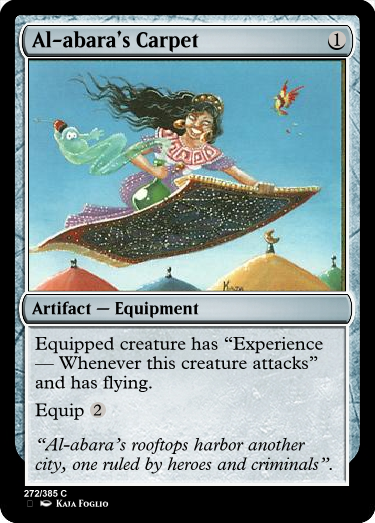 Al-abara's Carpet
1
Kaja
Artifact — Equipment
Equipped creature has “Experience
— Whenever this creature attacks”
and has flying.
Equip 2
“Al-abara’s rooftops harbor another
city, one ruled by heroes and criminals”.
272/385 C
Kaja Foglio